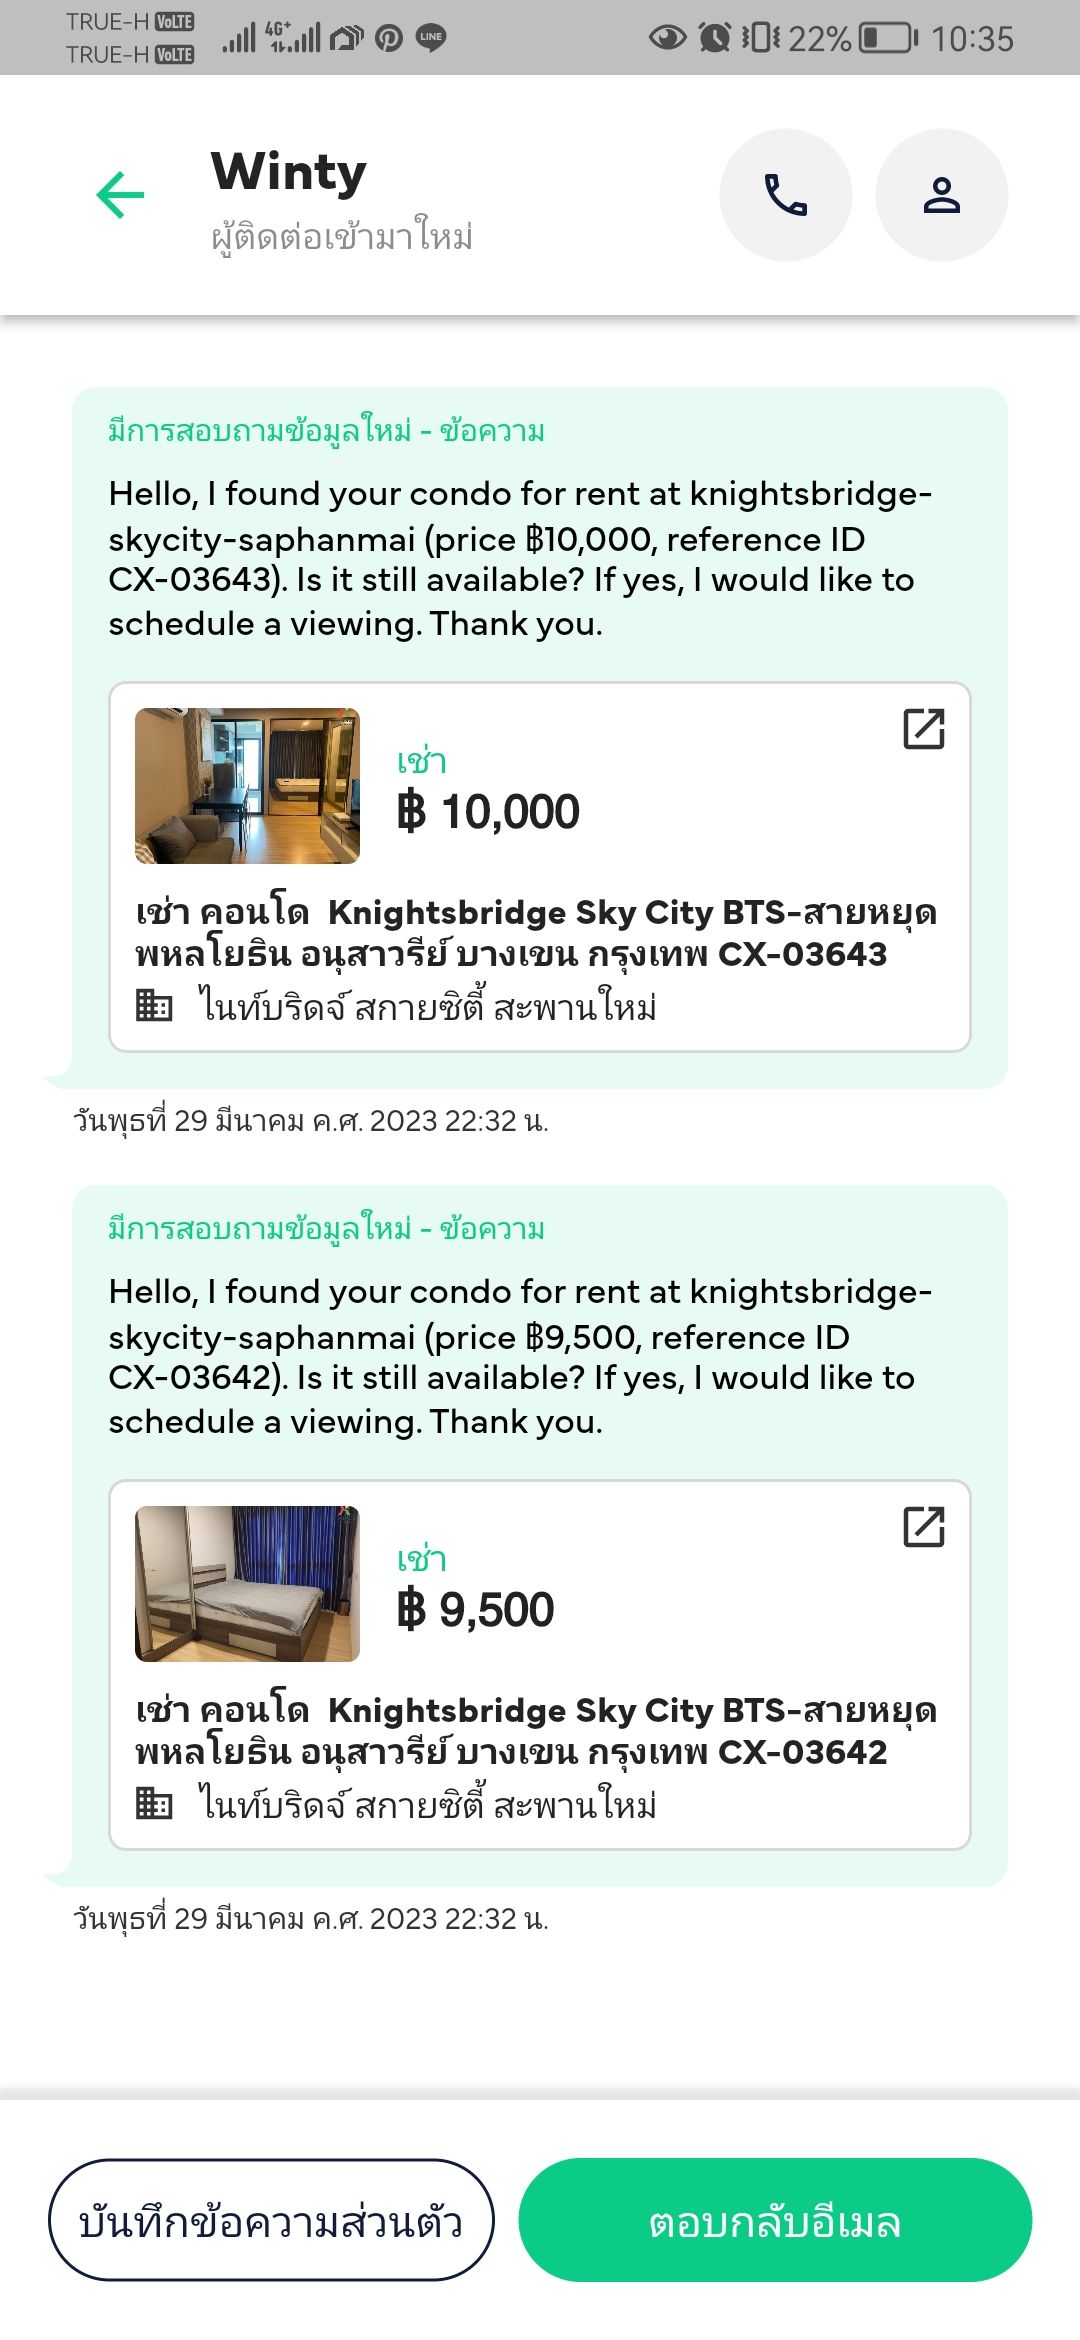 TRUE-H VoLTE
TRUE-H VoLTE
4G+
LINE
22%
10:35
Winty
ผู้ติดต่อเข้ามาใหม่
มีการสอบถามข้อมูลใหม่ - ข้อความ
Hello, I found your condo for rent at knightsbridge-
skycity-saphanmai (price ฿10,000, reference ID
CX-03643). Is it still available? If yes, I would like to
schedule a viewing. Thank you.
เช่า
฿ 10,000
เช่า คอนโด  Knightsbridge Sky City BTS-สายหยุด
พหลโยธิน อนุสาวรีย์ บางเขน กรุงเทพ CX-03643
ไนท์บริดจ์ สกายซิตี้ สะพานใหม่
วันพุธที่ 29 มีนาคม ค.ศ. 2023 22:32 น.
มีการสอบถามข้อมูลใหม่ - ข้อความ
Hello, I found your condo for rent at knightsbridge-
skycity-saphanmai (price ฿9,500, reference ID
CX-03642). Is it still available? If yes, I would like to
schedule a viewing. Thank you.
เช่า
฿ 9,500
เช่า คอนโด  Knightsbridge Sky City BTS-สายหยุด
พหลโยธิน อนุสาวรีย์ บางเขน กรุงเทพ CX-03642
ไนท์บริดจ์ สกายซิตี้ สะพานใหม่
วันพุธที่ 29 มีนาคม ค.ศ. 2023 22:32 น.
บันทึกข้อความส่วนตัว
ตอบกลับอีเมล